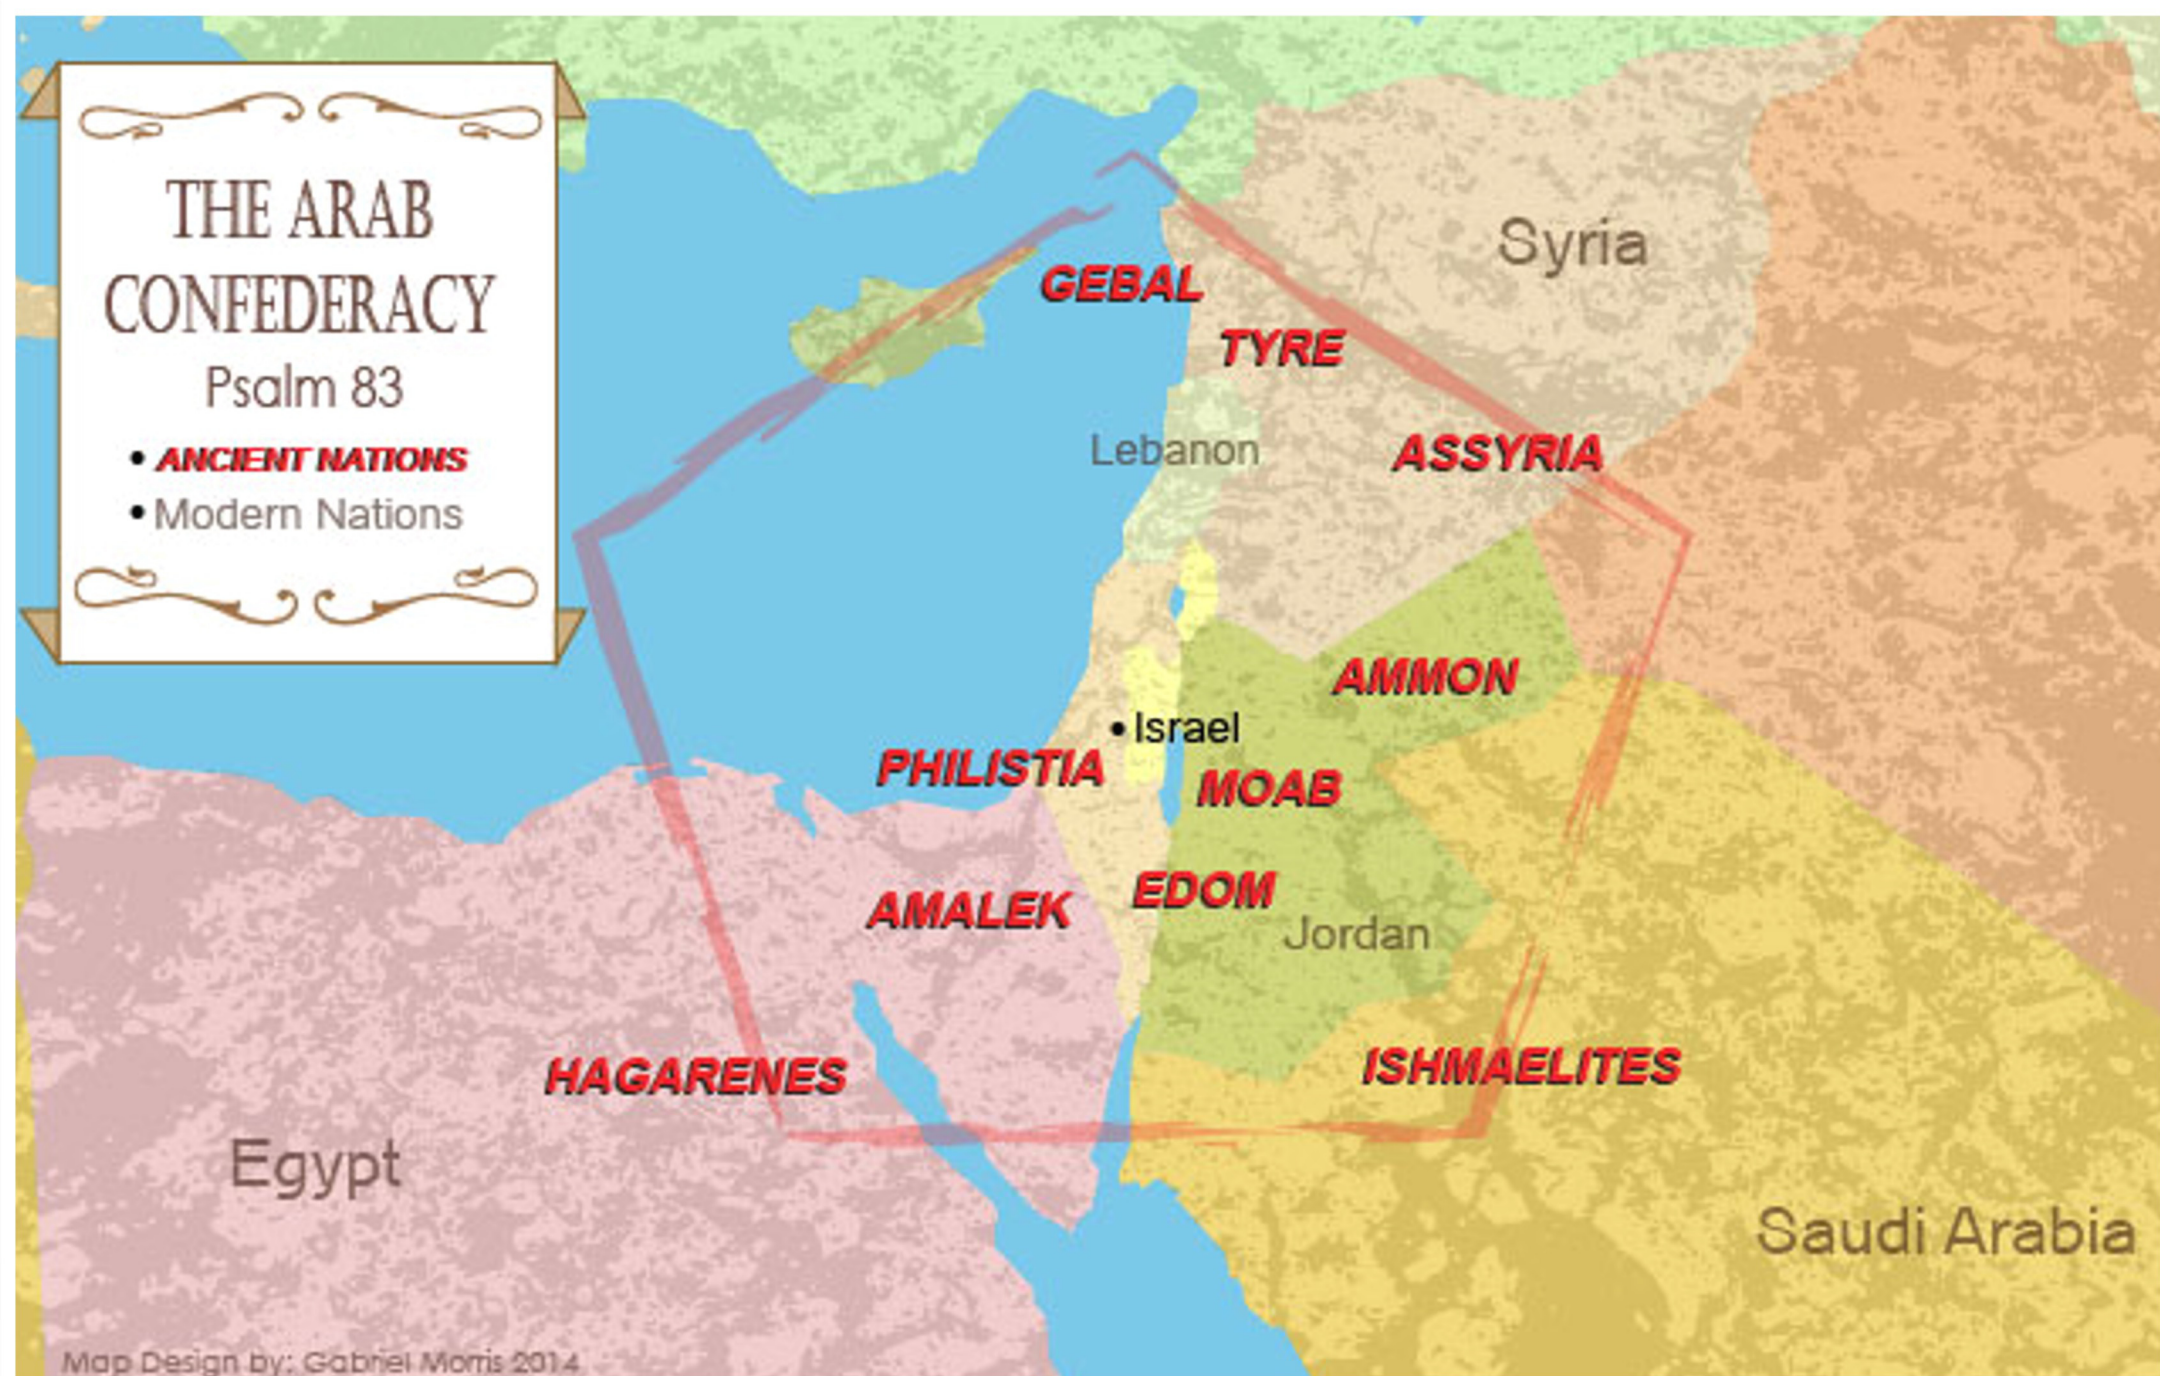 THE ARAB
CONFEDERACY
Psalm 83
• ANCIENT NATIONS
• Modern Nations
Syria
GEBAL
TYRE
Lebanon
ASSYRIA
AMMON
• Israel
PHILISTIA
MOAB
AMALEK
EDOM
Jordan
HAGARENES
ISHMAELITES
Egypt
Saudi Arabia
Map Design by: Gabriel Morris 2014